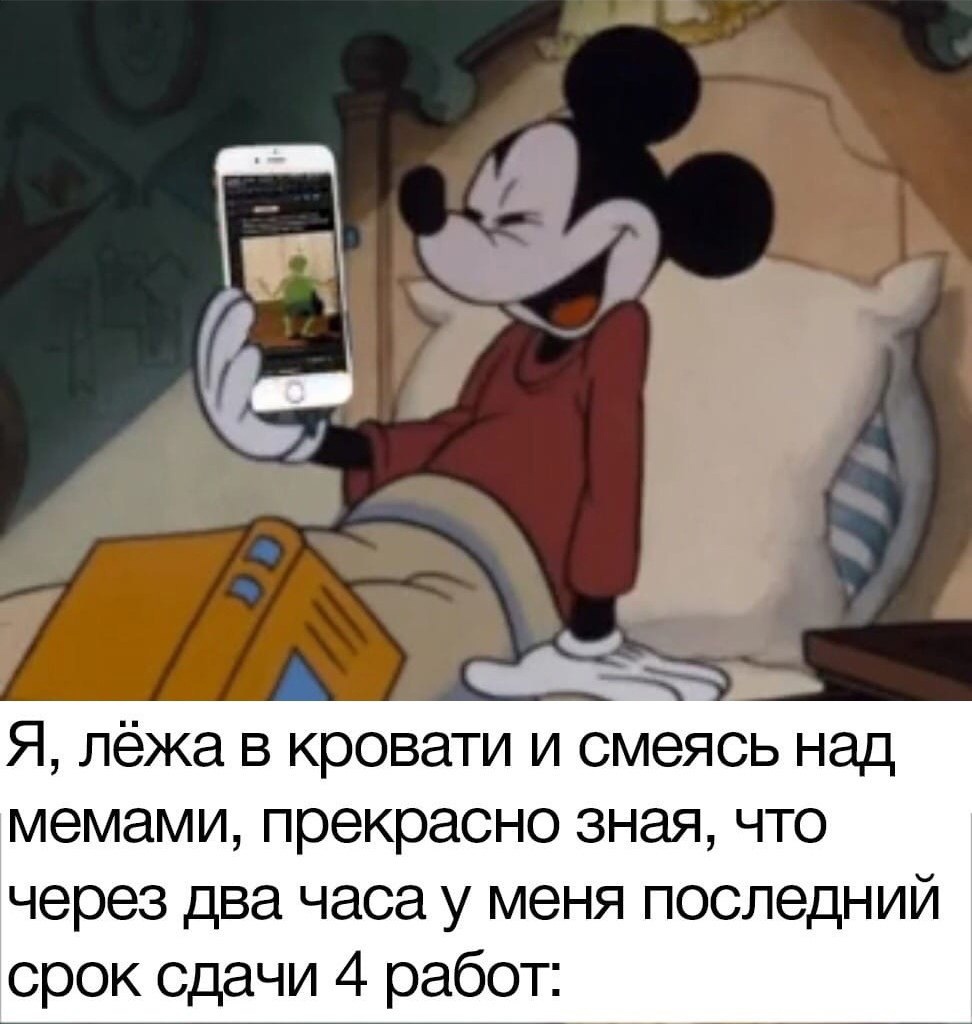 Я, лёжа в кровати и смеясь над
мемами, прекрасно зная, что
через два часа у меня последний
срок сдачи 4 работ: